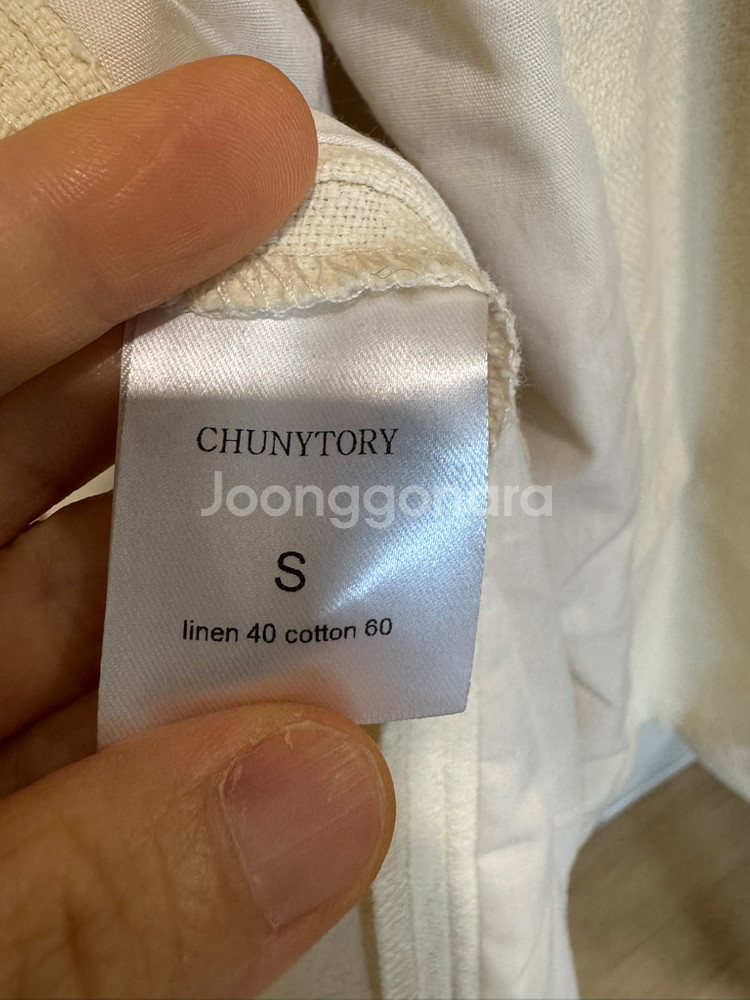 CHUNYTORY
Joonggonara
S
linen 40 cotton 60